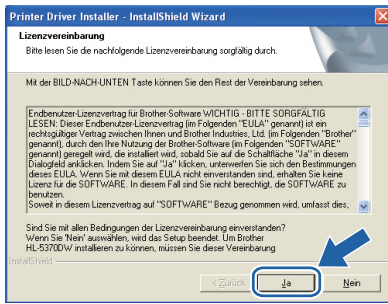 Printer Driver Installer - InstallShield Wizard
Lizenzvereinbarung
Bitte lesen Sie die nachfolgende Lizenzvereinbarung sorgfältig durch.
Mit der BILD-NACH-UNTEN Taste können Sie den Rest der Vereinbarung sehen.
Endbenutzer-Lizenzvertrag für Brother-Software WICHTIG - BITTE SORGFÄLTIG
LESEN: Dieser Endbenutzer-Lizenzvertrag (im Folgenden "EULA" genannt) ist ein
rechtsgültiger Vertrag zwischen Ihnen und Brother Industries, Ltd. (im Folgenden "Brother"
genannt), durch den Ihre Nutzung der Brother-Software (im Folgenden "SOFTWARE"
genannt) geregelt wird, die installiert wird, sobald Sie auf die Schaltfläche "Ja" in diesem
Dialogfeld anklicken. Indem Sie auf "Ja" klicken, unterwerfen Sie sich den Bestimmungen
dieses EULA. Wenn Sie mit diesem EULA nicht einverstanden sind, erhalten Sie keine
Lizenz für die SOFTWARE. In diesem Fall sind Sie nicht berechtigt, die SOFTWARE zu
benutzen.
Soweit in diesem Lizenzvertrag auf "SOFTWARE" Bezug genommen wird, umfasst dies,
Sind Sie mit allen Bedingungen der Lizenzvereinbarung einverstanden?
Wenn Sie 'Nein' auswählen, wird das Setup beendet. Um Brother
HL-5370DW installieren zu können, müssen Sie dieser Vereinbarung
InstallShield
< Zurück
Ja
Nein